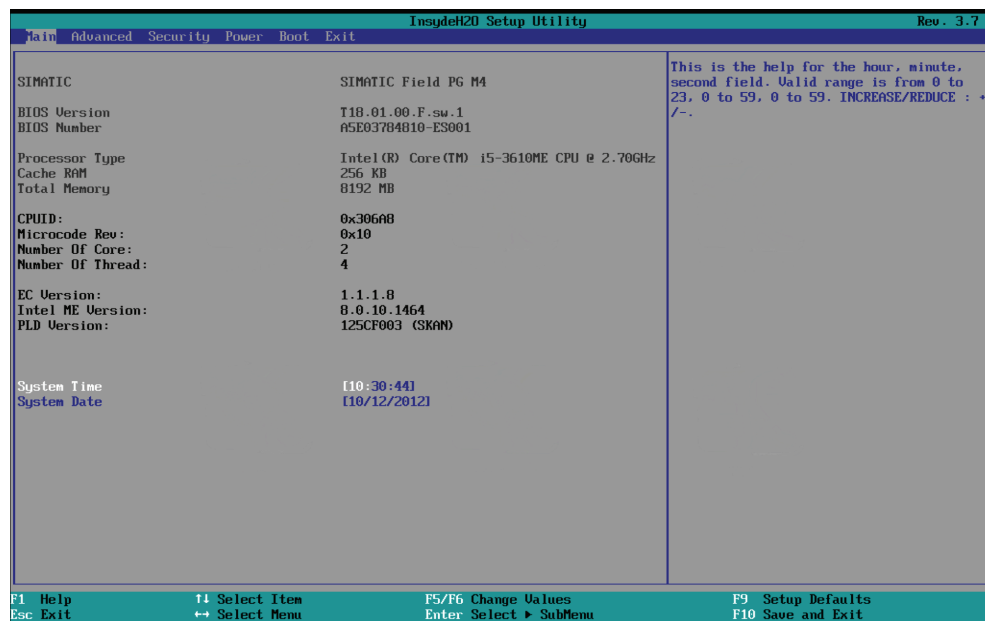 InsydeH2O Setup Utility Rev. 3.7
Main Advanced Security Power Boot Exit
SIMATIC SIMATIC Field PG M4
BIOS Version T18.01.00.F.sw.1
BIOS Number A5E03784810-ES001
Processor Type Intel(R) Core(TM) i5-3610ME CPU @ 2.70GHz
Cache RAM 256 KB
Total Memory 8192 MB
CPUID: 0x306A8
Microcode Rev: 0x10
Number Of Core: 2
Number Of Thread: 4
EC Version: 1.1.1.8
Intel ME Version: 8.0.10.1464
PLD Version: 125CF003 (SKAN)
System Time [10:30:44]
System Date [10/12/2012]
This is the help for the hour, minute,
second field. Valid range is from 0 to
23, 0 to 59, 0 to 59. INCREASE/REDUCE : +
/-.
F1 Help ↑↓ Select Item F5/F6 Change Values F9 Setup Defaults
Esc Exit ←→ Select Menu Enter Select ► SubMenu F10 Save and Exit